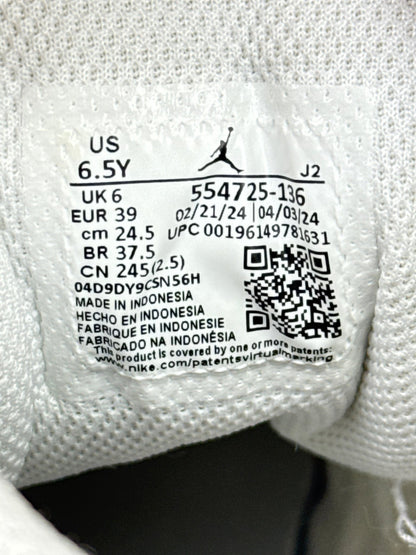 US
6.5Y
J2
UK 6
554725-136
EUR 39
02/21/24 | 04/03/24
cm 24.5
UPC 00196149781631
BR 37.5
CN 245(2.5)
04D9DY9CSN56H
MADE IN INDONESIA
HECHO EN INDONESIA
FABRIQUE EN INDONESIE
FABRICADO NA INDONÉSIA
This product is covered by one or more patents:
www.nike.com/patentsvirtualmarking